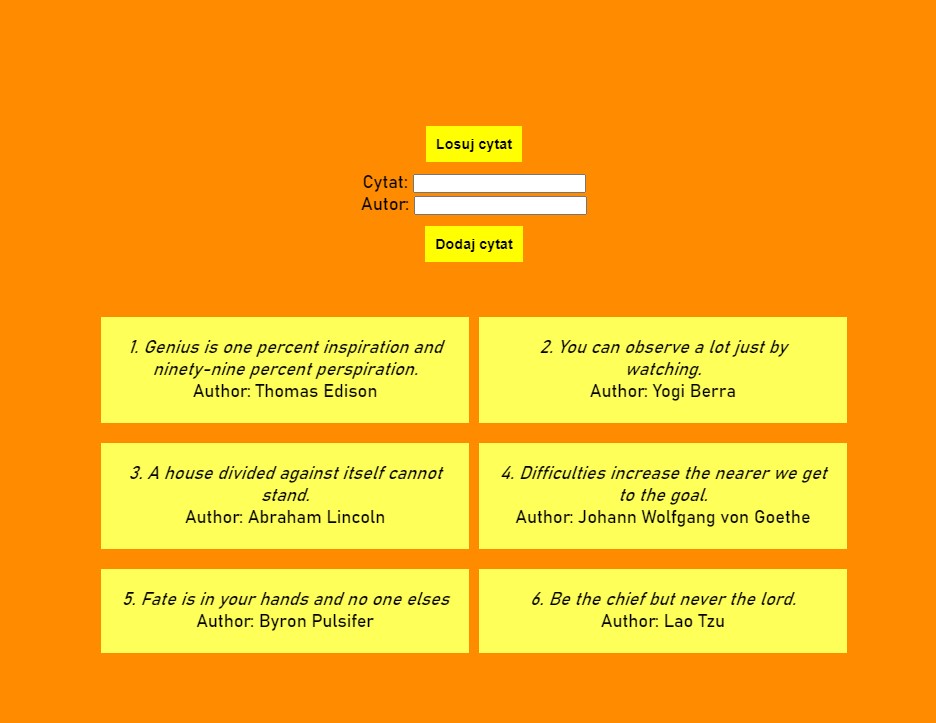 Losuj cytat
Cytat:
Autor:
Dodaj cytat
1. Genius is one percent inspiration and
ninety-nine percent perspiration.
Author: Thomas Edison
2. You can observe a lot just by
watching.
Author: Yogi Berra
3. A house divided against itself cannot
stand.
Author: Abraham Lincoln
4. Difficulties increase the nearer we get
to the goal.
Author: Johann Wolfgang von Goethe
5. Fate is in your hands and no one elses
Author: Byron Pulsifer
6. Be the chief but never the lord.
Author: Lao Tzu